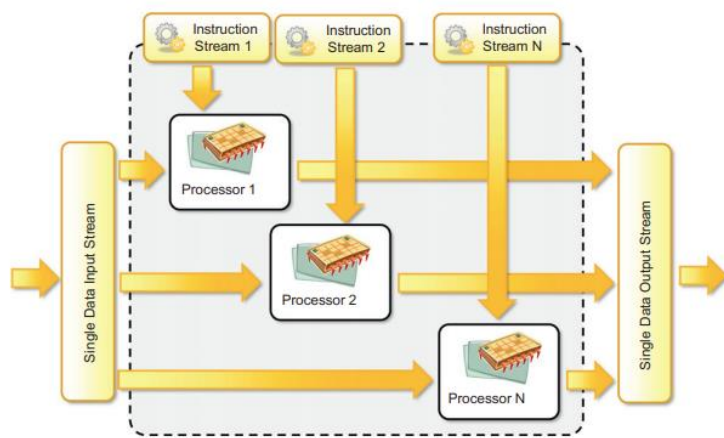 Instruction
Stream 1
Instruction
Stream 2
Instruction
Stream N
Single Data Input Stream
Processor 1
Processor 2
Processor N
Single Data Output Stream